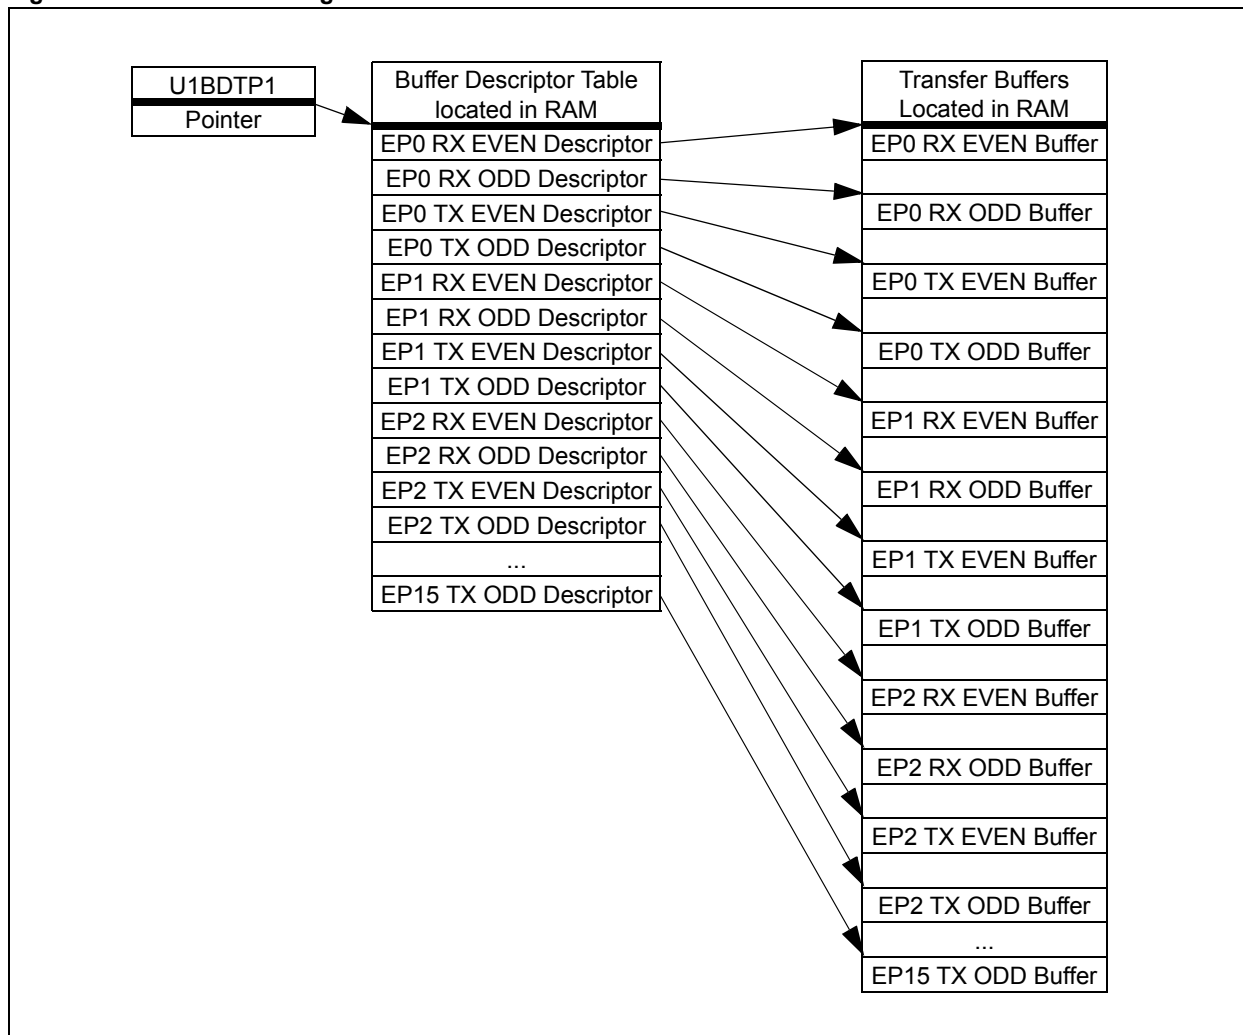 U1BDTP1
Pointer
Buffer Descriptor Table
located in RAM
EP0 RX EVEN Descriptor
EP0 RX ODD Descriptor
EP0 TX EVEN Descriptor
EP0 TX ODD Descriptor
EP1 RX EVEN Descriptor
EP1 RX ODD Descriptor
EP1 TX EVEN Descriptor
EP1 TX ODD Descriptor
EP2 RX EVEN Descriptor
EP2 RX ODD Descriptor
EP2 TX EVEN Descriptor
EP2 TX ODD Descriptor
...
EP15 TX ODD Descriptor
Transfer Buffers
Located in RAM
EP0 RX EVEN Buffer
EP0 RX ODD Buffer
EP0 TX EVEN Buffer
EP0 TX ODD Buffer
EP1 RX EVEN Buffer
EP1 RX ODD Buffer
EP1 TX EVEN Buffer
EP1 TX ODD Buffer
EP2 RX EVEN Buffer
EP2 RX ODD Buffer
EP2 TX EVEN Buffer
EP2 TX ODD Buffer
...
EP15 TX ODD Buffer